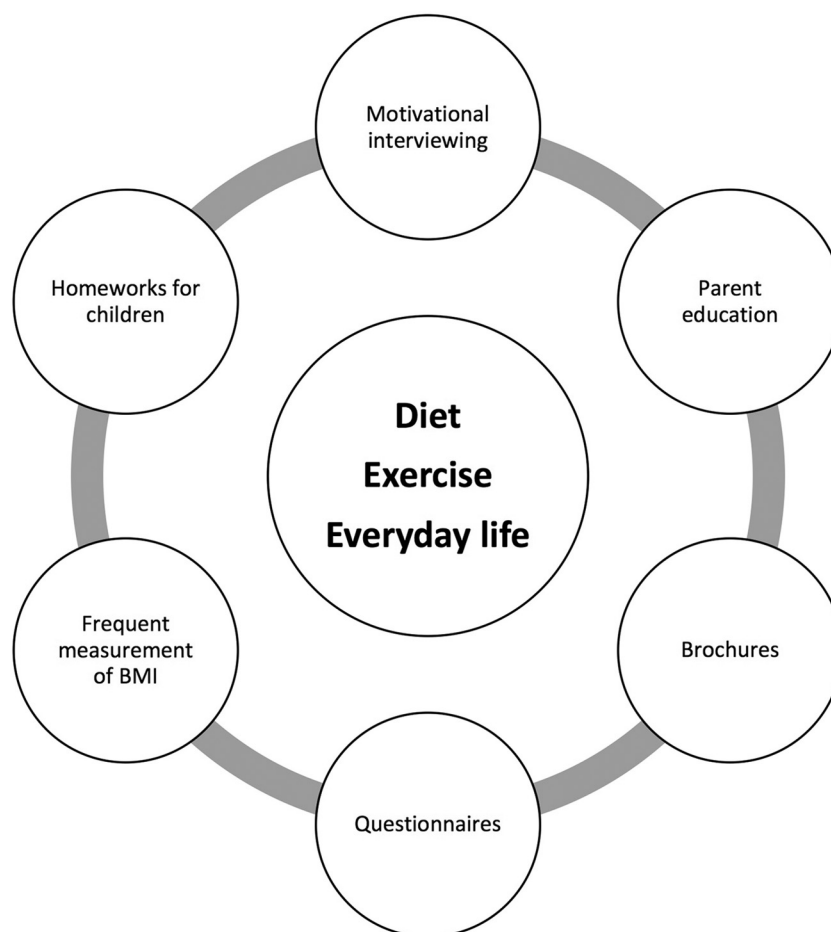 Motivational
interviewing
Parent
education
Brochures
Questionnaires
Frequent
measurement
of BMI
Homeworks for
children
Diet
Exercise
Everyday life